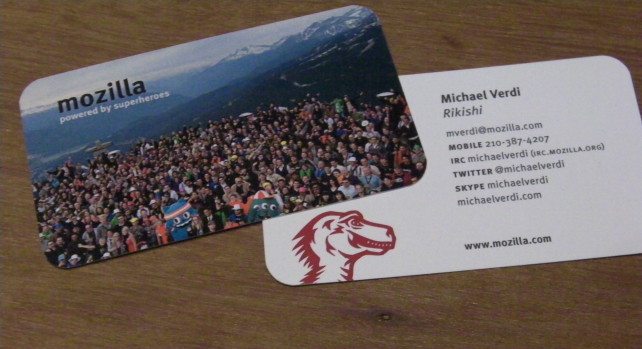 mozilla
powered by superheroes
Michael Verdi
Rikishi
mverdi@mozilla.com
MOBILE 210-387-4207
IRC michaelverdi (IRC.MOZILLA.ORG)
TWITTER @michaelverdi
SKYPE michaelverdi
michaelverdi.com
www.mozilla.com